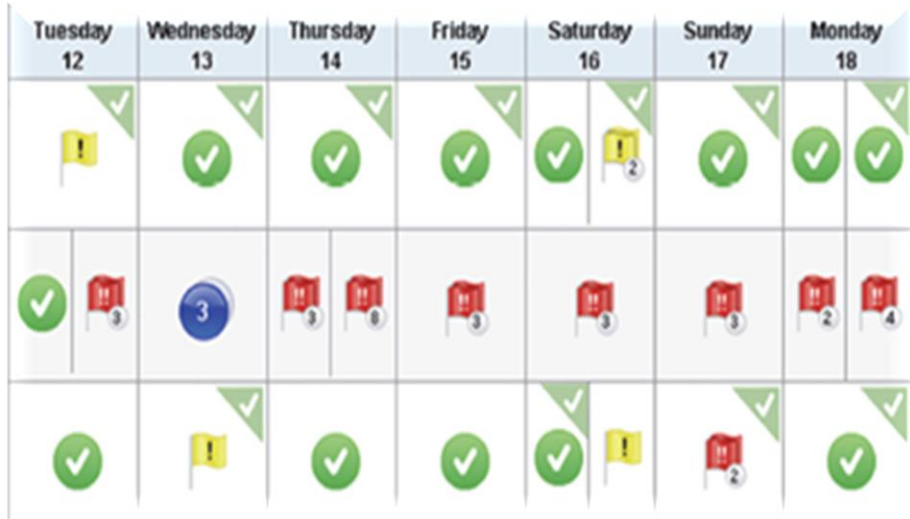 Tuesday Wednesday Thursday Friday Saturday Sunday Monday
12 13 14 15 16 17 18
! ! 2
!! 3 3 !! 3 !! 8 !! 3 !! 3 !! 3 !! 2 !! 4
! ! !! 2